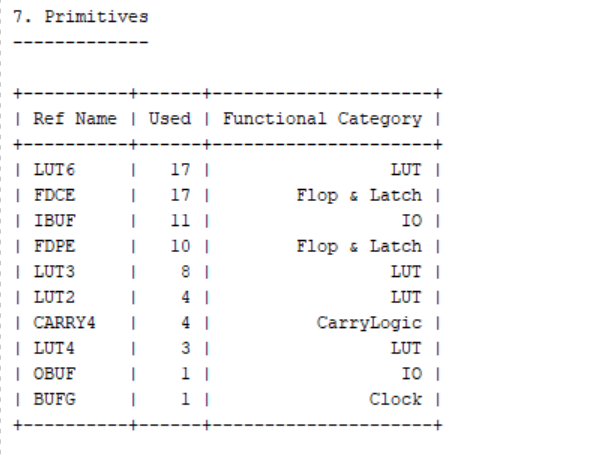 7. Primitives
-------------
+----------+------+---------------------+
| Ref Name | Used | Functional Category |
+----------+------+---------------------+
| LUT6     |   17 |                 LUT |
| FDCE     |   17 |        Flop & Latch |
| IBUF     |   11 |                  IO |
| FDPE     |   10 |        Flop & Latch |
| LUT3     |    8 |                 LUT |
| LUT2     |    4 |                 LUT |
| CARRY4   |    4 |          CarryLogic |
| LUT4     |    3 |                 LUT |
| OBUF     |    1 |                  IO |
| BUFG     |    1 |               Clock |
+----------+------+---------------------+